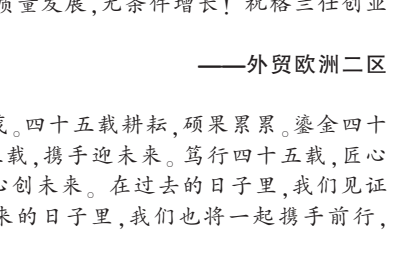 质量发展,无条件增长!祝格兰仕创业
——外贸欧洲二区
。四十五载耕耘,硕果累累。鎏金四十
载,携手迎未来。笃行四十五载,匠心
心创未来。在过去的日子里,我们见证
来的日子里,我们也将一起携手前行,